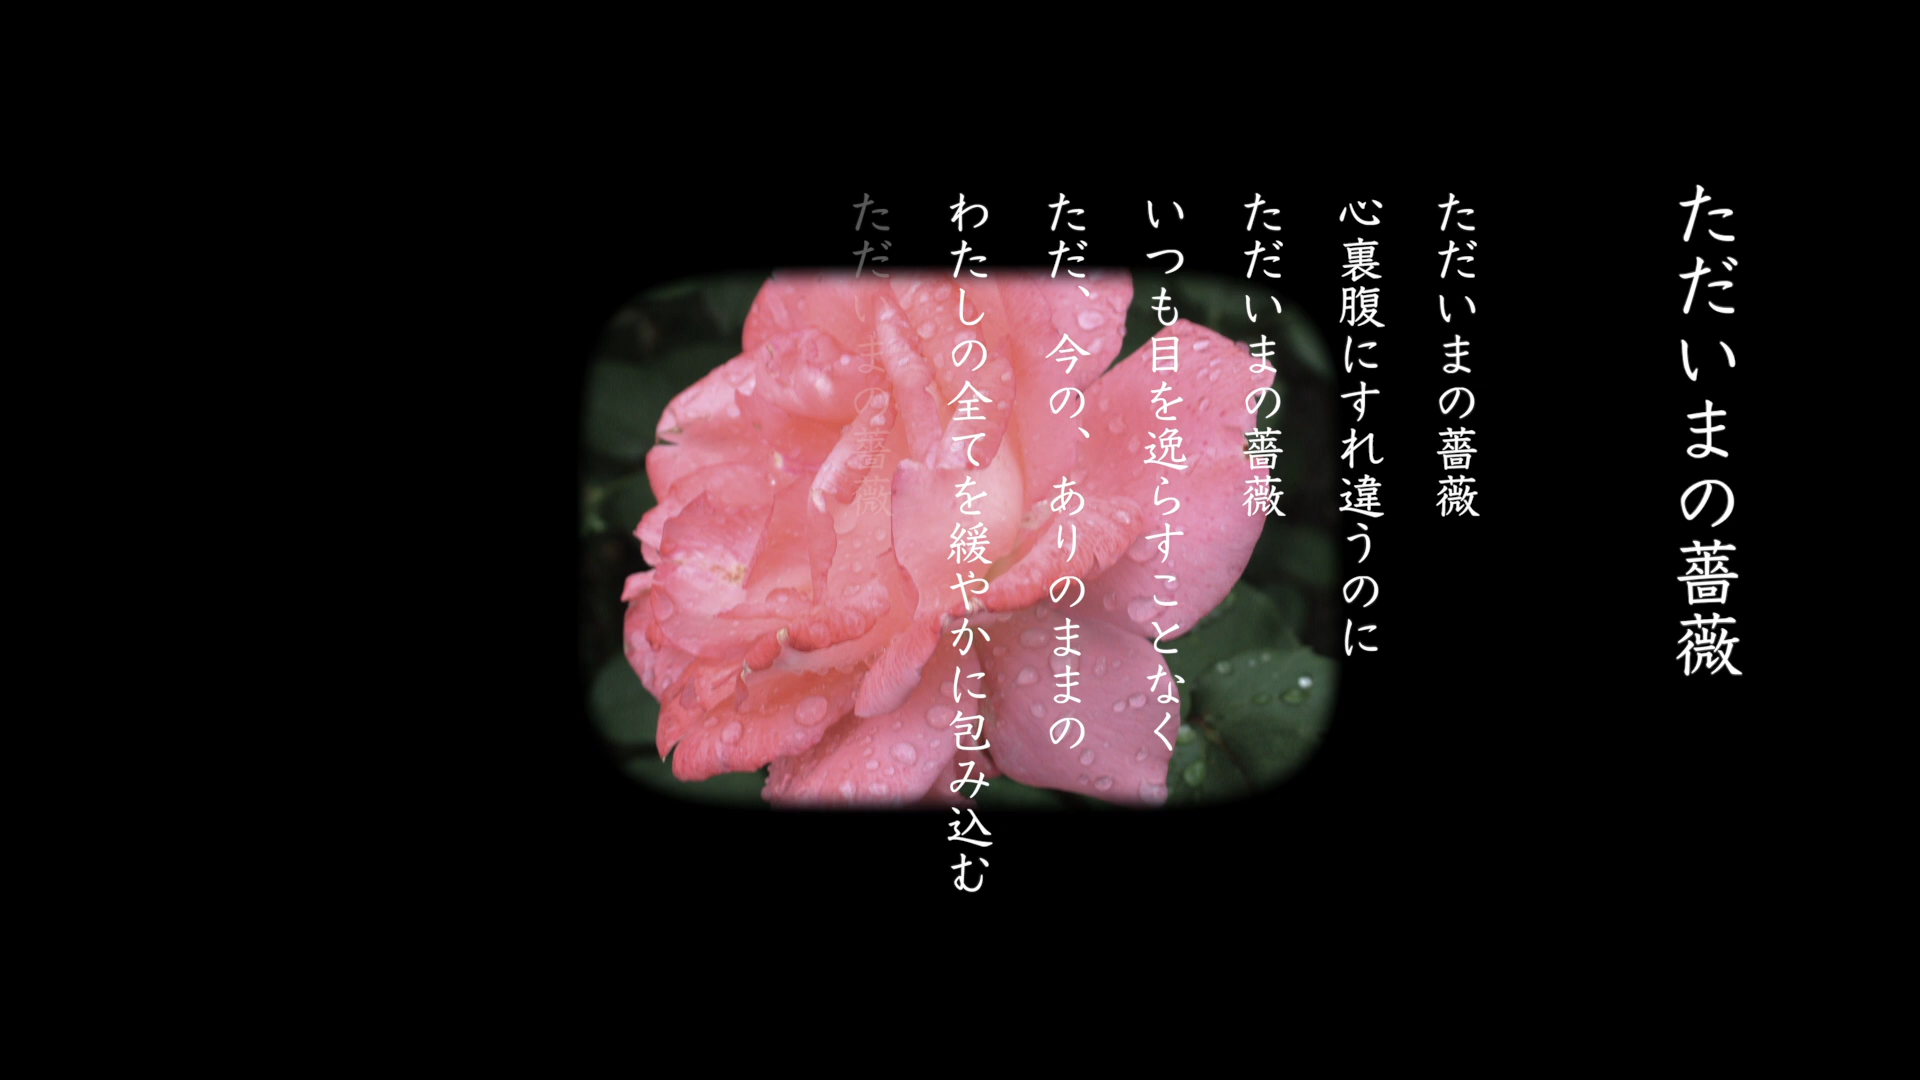 ただいまの薔薇
ただいまの薔薇
心裏腹にすれ違うのに
ただいまの薔薇
いつも目を逸らすことなく
ただ、今の、ありのままの
わたしの全てを緩やかに包み込む
ただいまの薔薇